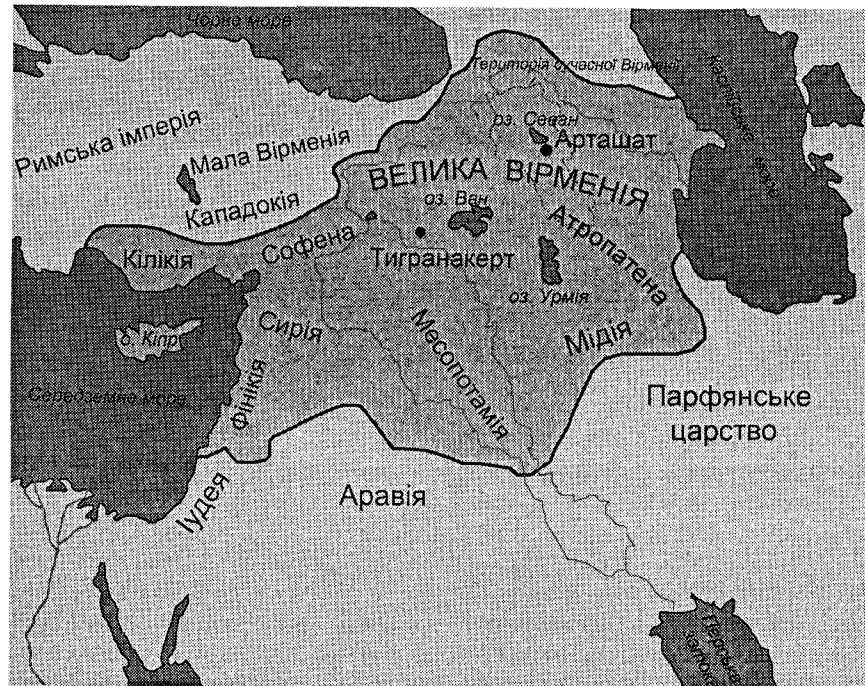 Чорне море
Територія сучасної Вірменії
Каспійське море
оз. Севан
Арташат
Римська імперія
Мала Вірменія
ВЕЛИКА ВІРМЕНІЯ
Кападокія
оз. Ван
Атропатена
Софена
Кілікія
Тигранакерт
оз. Урмія
Сирія
Месопотамія
Мідія
о. Кіпр
Середземне море
Фінікія
Парфянське
царство
Іудея
Аравія
Перська
затока